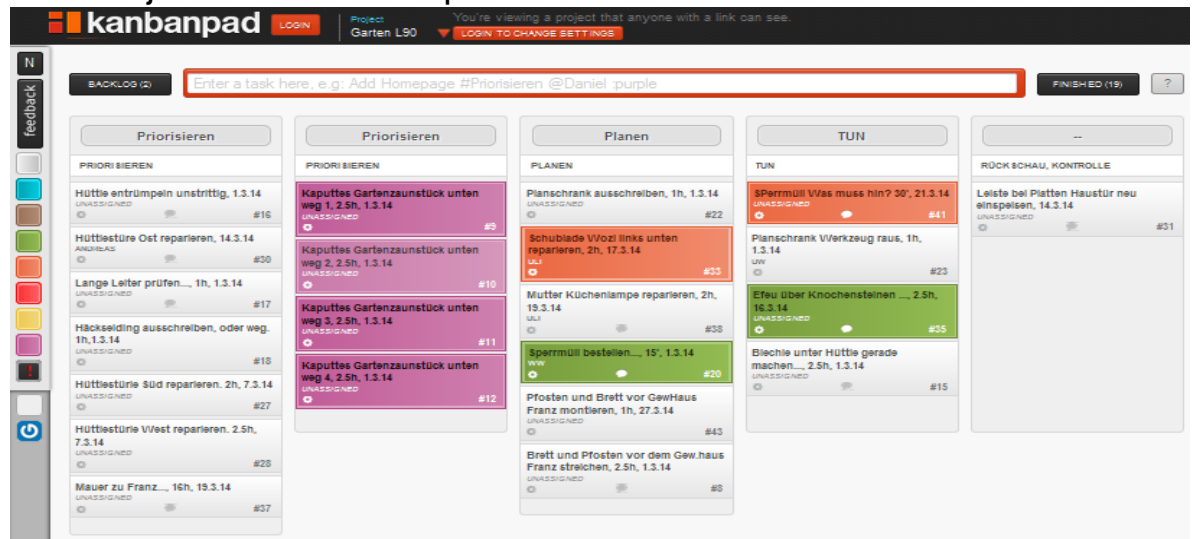 kanbanpad LOGIN Project You're viewing a project that anyone with a link can see.
Garten L90 LOGIN TO CHANGE SETTINGS
N
feedback
BACKLOG (2) Enter a task here, e.g: Add Homepage #Priorisieren @Daniel :purple FINISHED (19) ?
Priorisieren
PRIORISIEREN
Hüttle entrümpeln unstrittig, 1.3.14
UNASSIGNED
#16
Hüttlestüre Ost reparieren, 14.3.14
ANDREAS
#30
Lange Leiter prüfen..., 1h, 1.3.14
UNASSIGNED
#17
Häckselding ausschreiben, oder weg.
1h,1.3.14
UNASSIGNED
#18
Hüttlestürle Süd reparieren. 2h, 7.3.14
UNASSIGNED
#27
Hüttlestürle West reparieren. 2.5h,
7.3.14
UNASSIGNED
#28
Mauer zu Franz..., 16h, 19.3.14
UNASSIGNED
#37
Priorisieren
PRIORISIEREN
Kaputtes Gartenzaunstück unten
weg 1, 2.5h, 1.3.14
UNASSIGNED
#9
Kaputtes Gartenzaunstück unten
weg 2, 2.5h, 1.3.14
UNASSIGNED
#10
Kaputtes Gartenzaunstück unten
weg 3, 2.5h, 1.3.14
UNASSIGNED
#11
Kaputtes Gartenzaunstück unten
weg 4, 2.5h, 1.3.14
UNASSIGNED
#12
Planen
PLANEN
Planschrank ausschreiben, 1h, 1.3.14
UNASSIGNED
#22
Schublade Wozi links unten
reparieren, 2h, 17.3.14
ULI
#33
Mutter Küchenlampe reparieren, 2h,
19.3.14
ULI
#38
Sperrmüll bestellen..., 15', 1.3.14
WW
#20
Pfosten und Brett vor GewHaus
Franz montieren, 1h, 27.3.14
UNASSIGNED
#43
Brett und Pfosten vor dem Gew.haus
Franz streichen, 2.5h, 1.3.14
UNASSIGNED
#8
TUN
TUN
SPerrmüll Was muss hin? 30', 21.3.14
UNASSIGNED
#41
Planschrank Werkzeug raus, 1h,
1.3.14
UW
#23
Efeu über Knochensteinen ..., 2.5h,
16.3.14
UNASSIGNED
#35
Blechle unter Hüttle gerade
machen..., 2.5h, 1.3.14
UNASSIGNED
#15
--
RÜCKSCHAU, KONTROLLE
Leiste bei Platten Haustür neu
einspeisen, 14.3.14
UNASSIGNED
#31